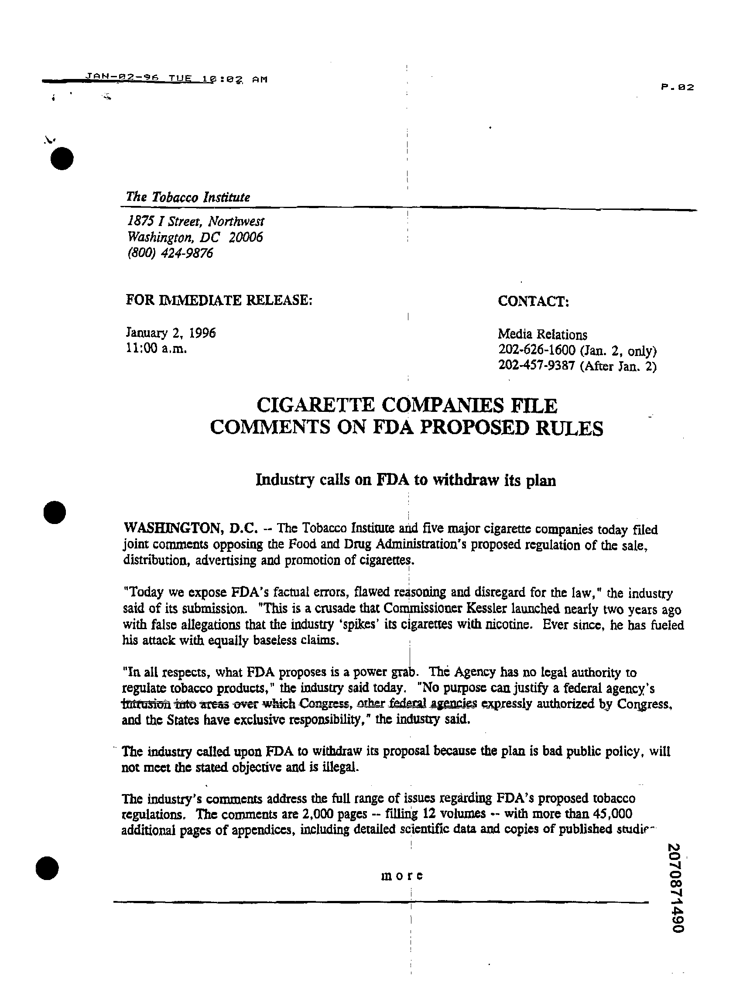 JAN-02-96 TUE 10:02 AM
P.02
The Tobacco Institute
1875 I Street, Northwest
Washington, DC 20006
(800) 424-9876
FOR IMMEDIATE RELEASE:
CONTACT:
January 2, 1996
11:00 a.m.
Media Relations
202-626-1600 (Jan. 2, only)
202-457-9387 (After Jan. 2)
CIGARETTE COMPANIES FILE
COMMENTS ON FDA PROPOSED RULES
Industry calls on FDA to withdraw its plan
WASHINGTON, D.C. -- The Tobacco Institute and five major cigarette companies today filed
joint comments opposing the Food and Drug Administration's proposed regulation of the sale,
distribution, advertising and promotion of cigarettes.
"Today we expose FDA's factual errors, flawed reasoning and disregard for the law," the industry
said of its submission. "This is a crusade that Commissioner Kessler launched nearly two years ago
with false allegations that the industry 'spikes' its cigarettes with nicotine. Ever since, he has fueled
his attack with equally baseless claims.
"In all respects, what FDA proposes is a power grab. The Agency has no legal authority to
regulate tobacco products," the industry said today. "No purpose can justify a federal agency's
intrusion into areas over which Congress, other federal agencies expressly authorized by Congress,
and the States have exclusive responsibility," the industry said.
The industry called upon FDA to withdraw its proposal because the plan is bad public policy, will
not meet the stated objective and is illegal.
The industry's comments address the full range of issues regarding FDA's proposed tobacco
regulations. The comments are 2,000 pages -- filling 12 volumes -- with more than 45,000
additional pages of appendices, including detailed scientific data and copies of published studies
more
2070871490